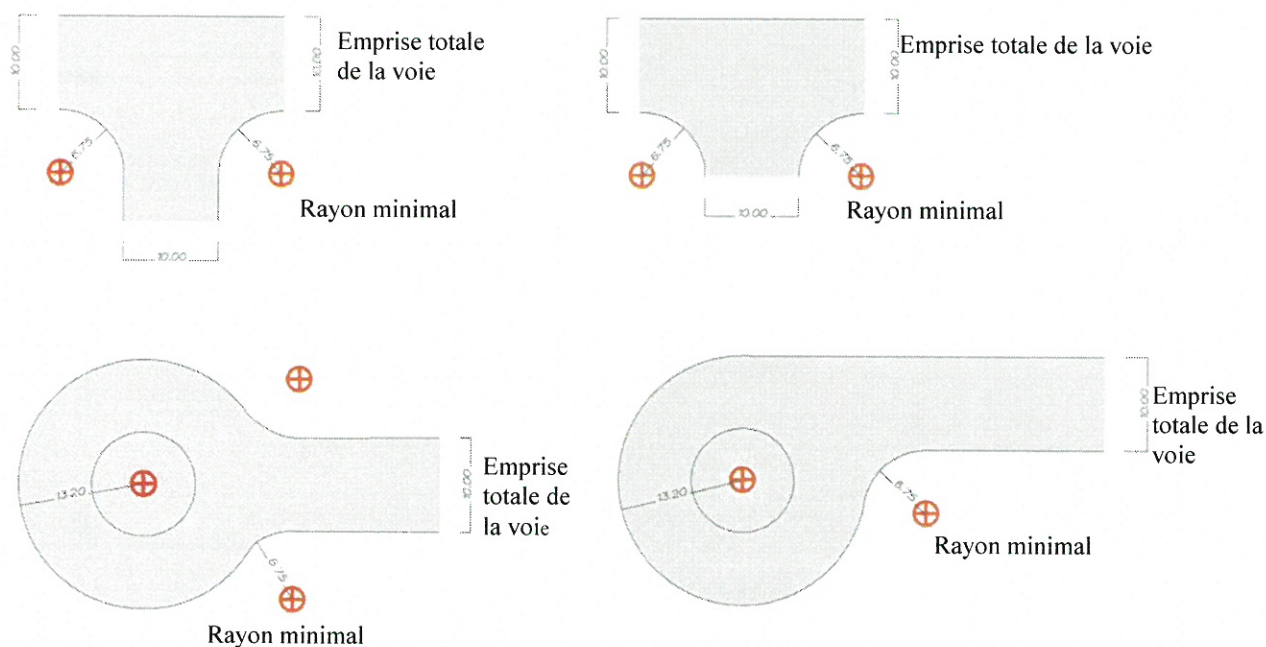 10.00
Emprise totale
de la voie
10.00
6.75
6.75
Rayon minimal
10.00
10.00
Emprise totale de la voie
10.00
6.75
6.75
Rayon minimal
10.00
13.20
10.00
Emprise
totale de
la voie
6.75
Rayon minimal
13.20
10.00
Emprise
totale de la
voie
6.75
Rayon minimal